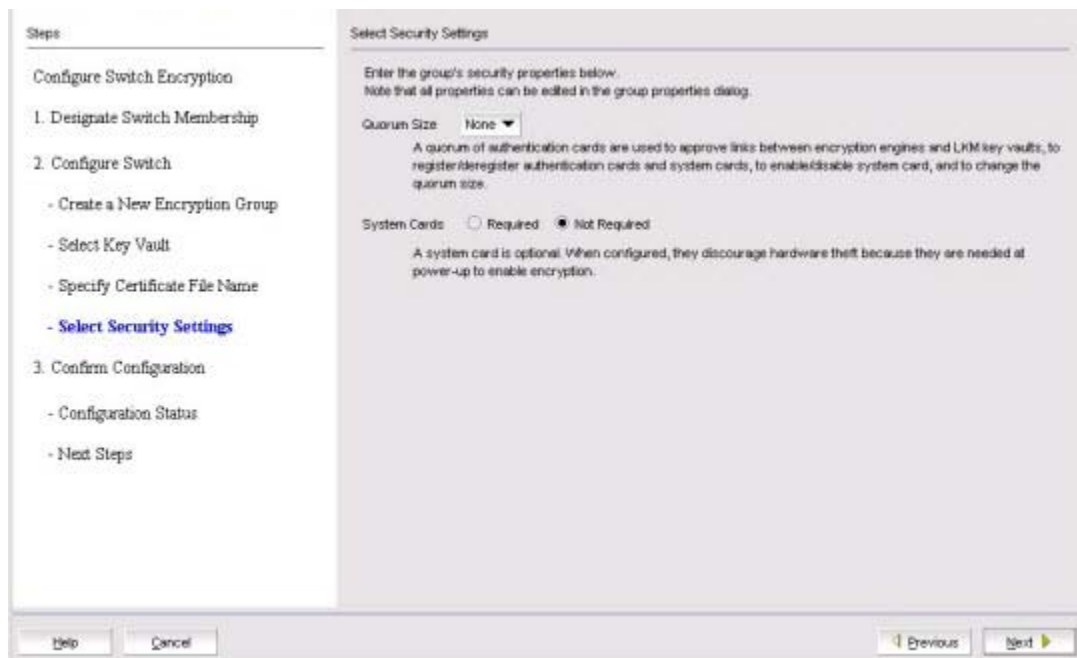 Steps
Configure Switch Encryption
1. Designate Switch Membership
2. Configure Switch
- Create a New Encryption Group
- Select Key Vault
- Specify Certificate File Name
- Select Security Settings
3. Confirm Configuration
- Configuration Status
- Next Steps
Select Security Settings
Enter the group's security properties below.
Note that all properties can be edited in the group properties dialog.
Quorum Size None
A quorum of authentication cards are used to approve links between encryption engines and LKM key vaults, to
register/deregister authentication cards and system cards, to enable/disable system card, and to change the
quorum size.
System Cards Required Not Required
A system card is optional. When configured, they discourage hardware theft because they are needed at
power-up to enable encryption.
Help Cancel Previous Next